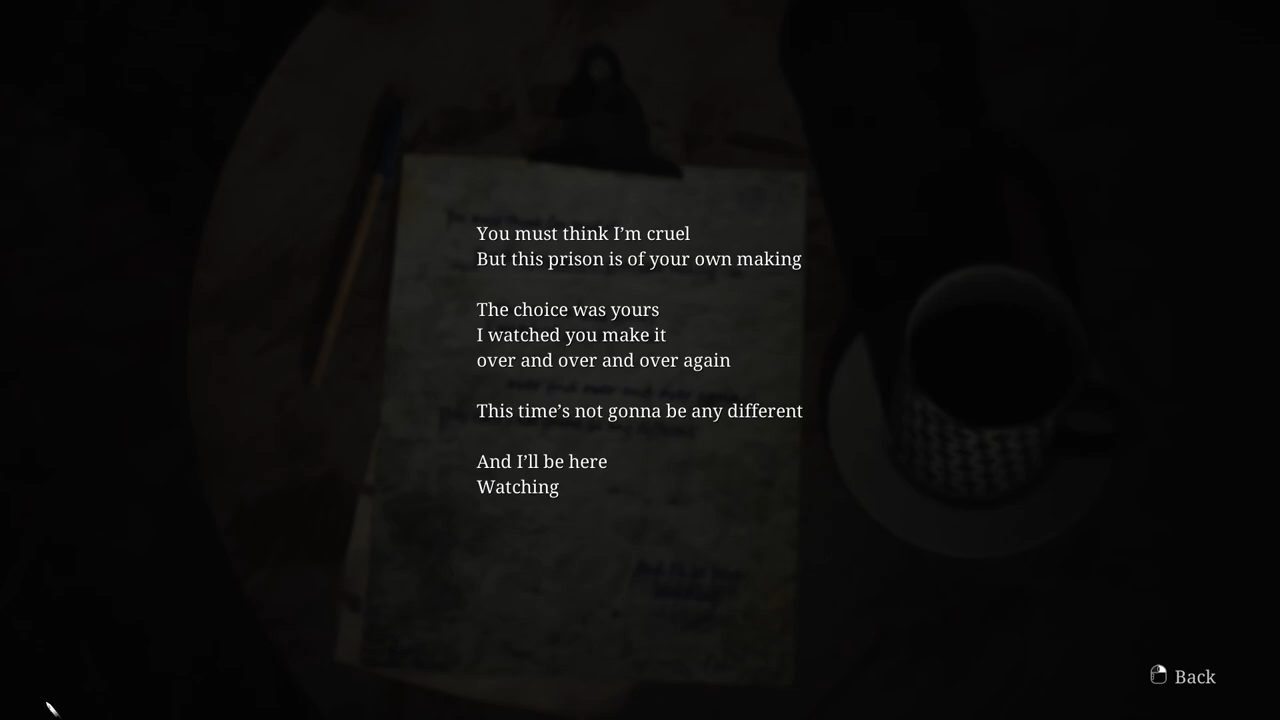 You must think I’m cruel
But this prison is of your own making
The choice was yours
I watched you make it
over and over and over again
This time’s not gonna be any different
And I’ll be here
Watching
Back